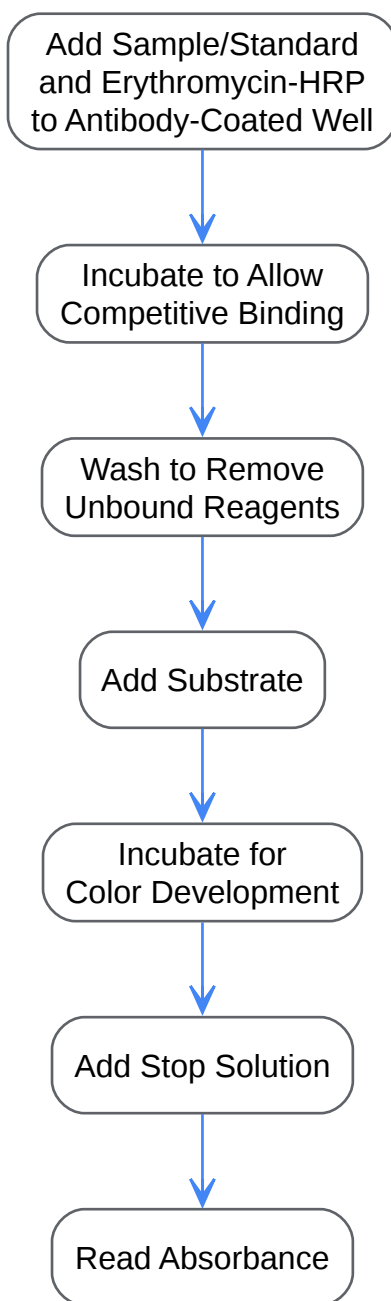 Add Sample/Standard
and Erythromycin-HRP
to Antibody-Coated Well
Incubate to Allow
Competitive Binding
Wash to Remove
Unbound Reagents
Add Substrate
Incubate for
Color Development
Add Stop Solution
Read Absorbance